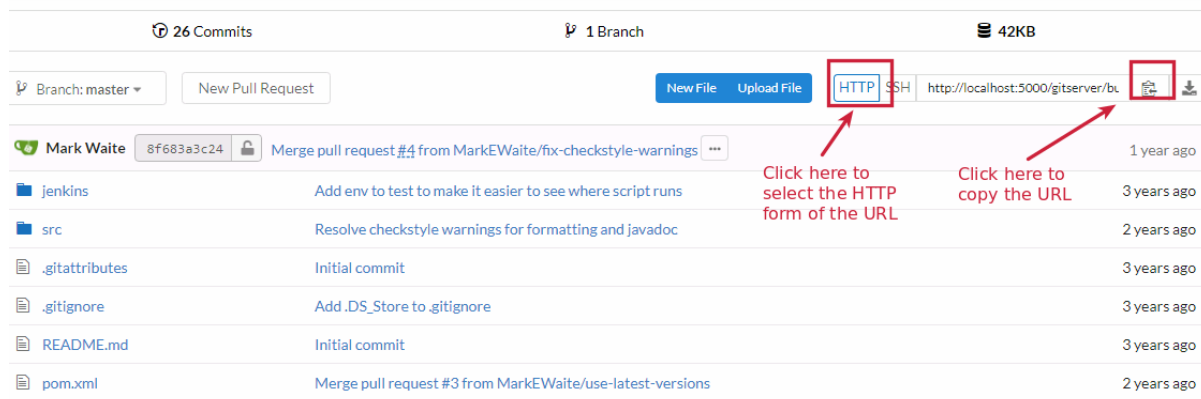 26 Commits 1 Branch 42KB
Branch: master New Pull Request New File Upload File HTTP SSH http://localhost:5000/gitserver/bu
Mark Waite 8f683a3c24 Merge pull request #4 from MarkEWaite/fix-checkstyle-warnings ... 1 year ago
Click here to
select the HTTP
form of the URL
Click here to
copy the URL
jenkins Add env to test to make it easier to see where script runs 3 years ago
src Resolve checkstyle warnings for formatting and javadoc 2 years ago
.gitattributes Initial commit 3 years ago
.gitignore Add .DS_Store to .gitignore 3 years ago
README.md Initial commit 3 years ago
pom.xml Merge pull request #3 from MarkEWaite/use-latest-versions 2 years ago